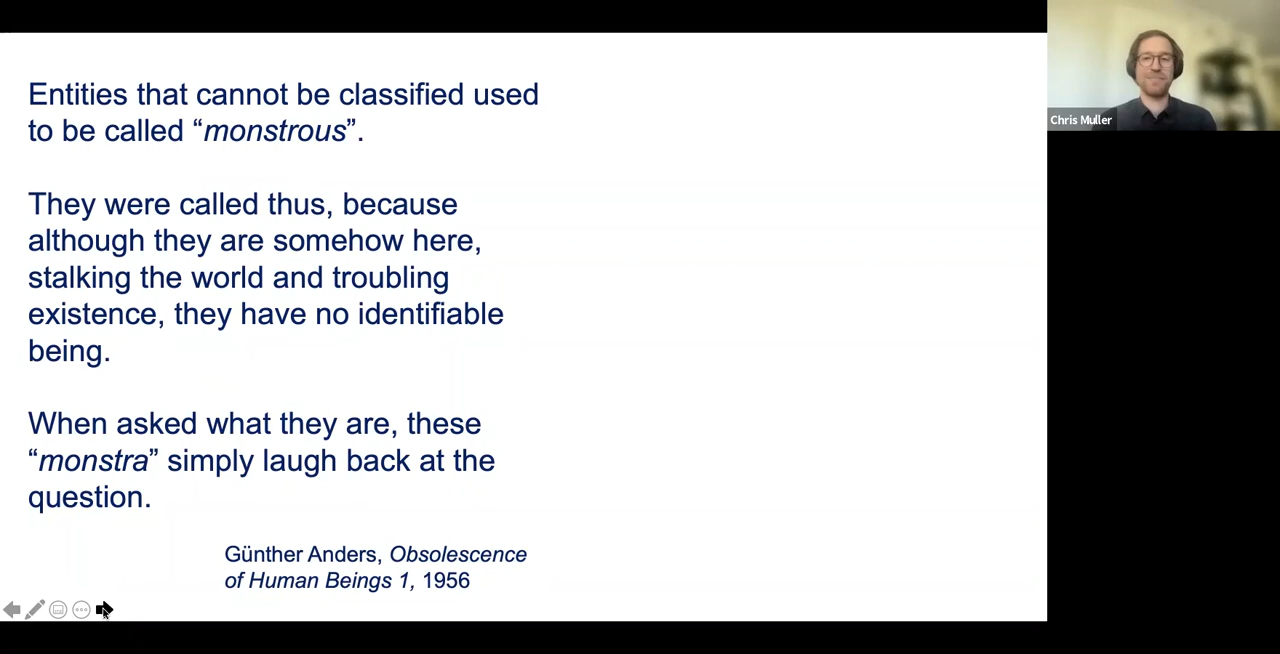 Entities that cannot be classified used
to be called “monstrous”.
They were called thus, because
although they are somehow here,
stalking the world and troubling
existence, they have no identifiable
being.
When asked what they are, these
“monstra” simply laugh back at the
question.
Günther Anders, Obsolescence
of Human Beings 1, 1956
Chris Muller